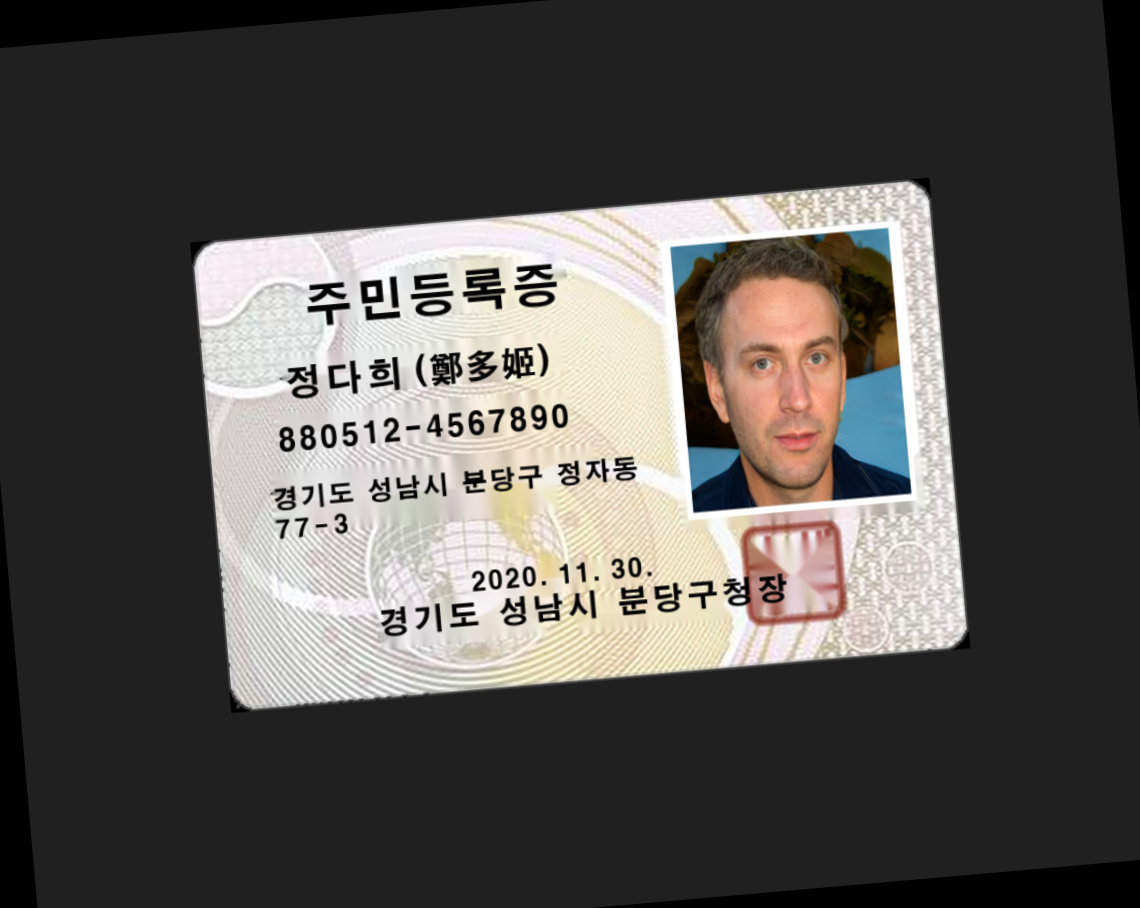 주민등록증
정다희 (鄭多姬)
880512-4567890
경기도 성남시 분당구 정자동
77-3
2020. 11. 30.
경기도 성남시 분당구청장